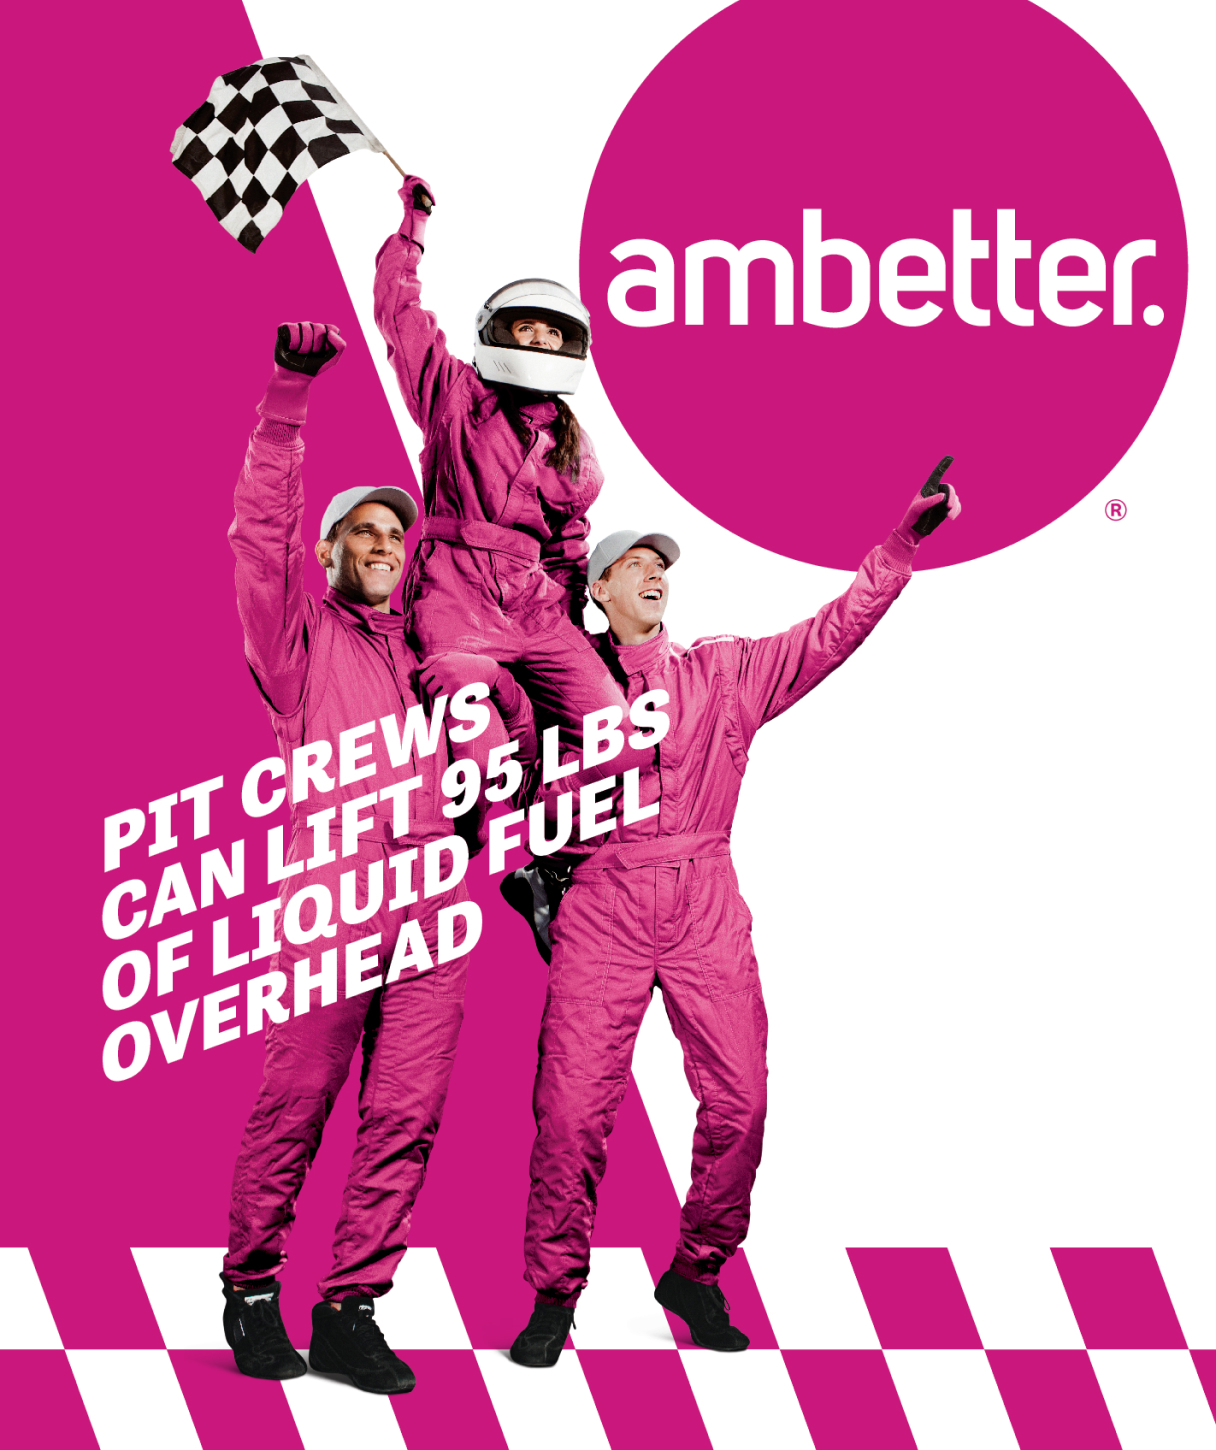 ambetter.
®
PIT CREWS
CAN LIFT 95 LBS
OF LIQUID FUEL
OVERHEAD